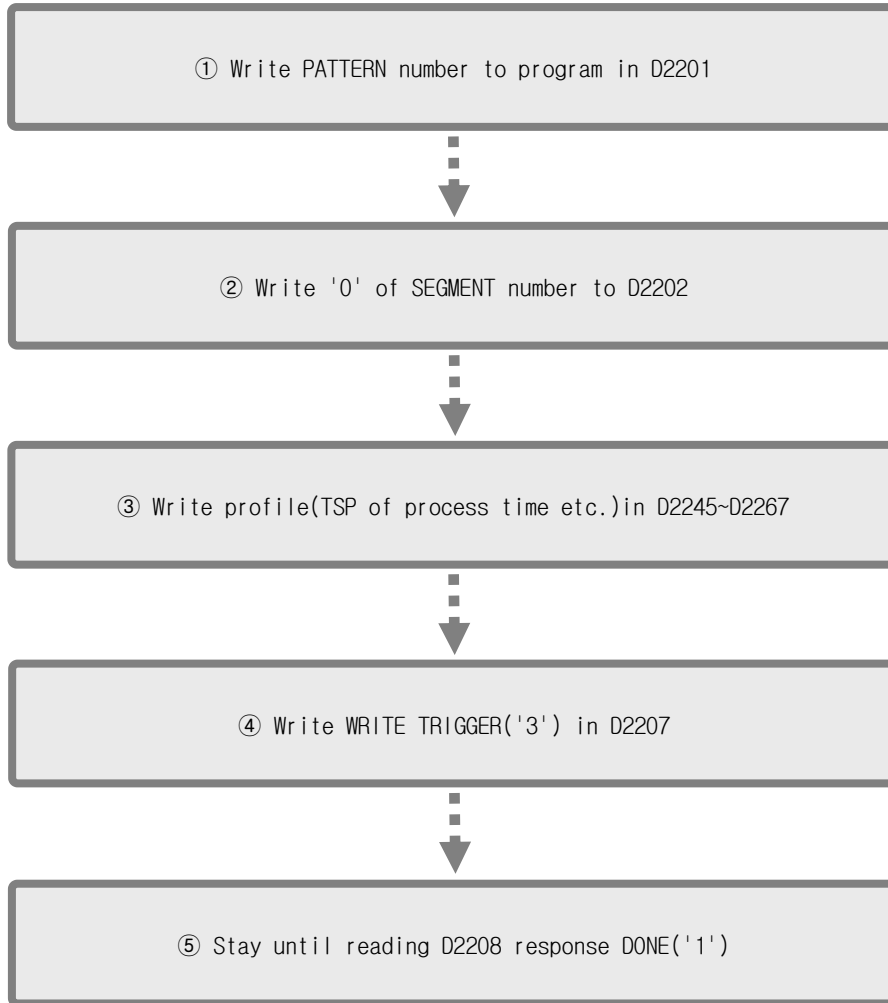 ① Write PATTERN number to program in D2201
② Write '0' of SEGMENT number to D2202
③ Write profile(TSP of process time etc.)in D2245~D2267
④ Write WRITE TRIGGER('3') in D2207
⑤ Stay until reading D2208 response DONE('1')